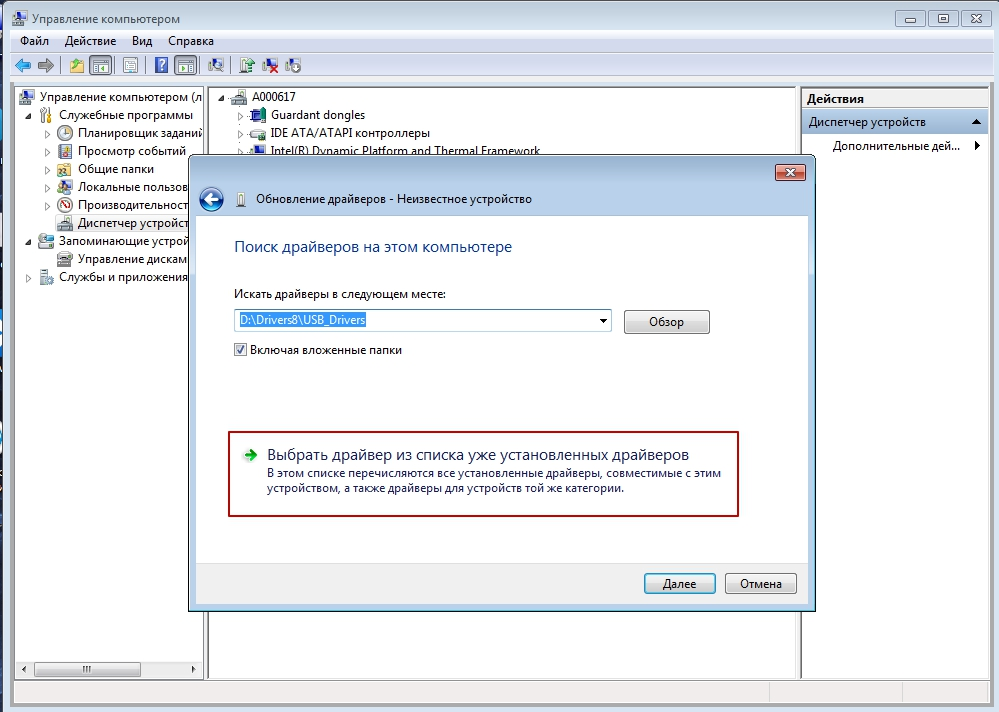 Управление компьютером
Файл Действие Вид Справка
Управление компьютером (л
Служебные программы
Планировщик заданий
Просмотр событий
Общие папки
Локальные пользов
Производительност
Диспетчер устройст
Запоминающие устрой
Управление дискам
Службы и приложения
A000617
Guardant dongles
IDE ATA/ATAPI контроллеры
Intel(R) Dynamic Platform and Thermal Framework
Действия
Диспетчер устройств
Дополнительные дей...
Обновление драйверов - Неизвестное устройство
Поиск драйверов на этом компьютере
Искать драйверы в следующем месте:
D:\Drivers8\USB_Drivers
Обзор
Включая вложенные папки
Выбрать драйвер из списка уже установленных драйверов
В этом списке перечисляются все установленные драйверы, совместимые с этим
устройством, а также драйверы для устройств той же категории.
Далее Отмена